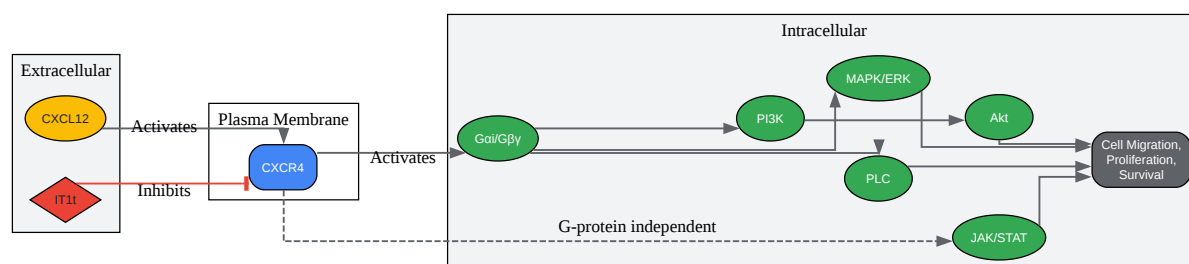 Extracellular
CXCL12
IT1t
Activates
Inhibits
Plasma Membrane
CXCR4
Activates
G-protein independent
Intracellular
Gαi/Gβγ
PI3K
MAPK/ERK
PLC
Akt
JAK/STAT
Cell Migration,
Proliferation,
Survival